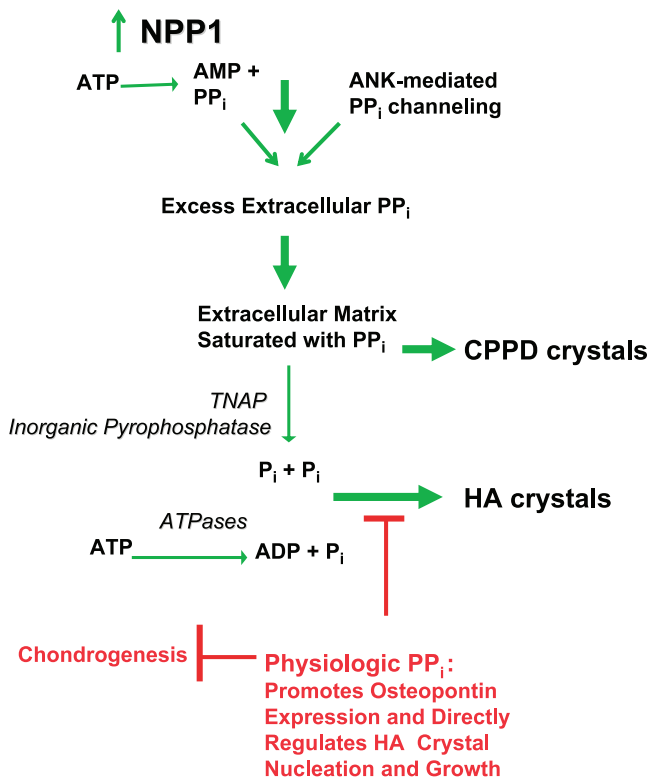 NPP1
ATP
AMP +
PPi
ANK-mediated
PPi channeling
Excess Extracellular PPi
Extracellular Matrix
Saturated with PPi
CPPD crystals
TNAP
Inorganic Pyrophosphatase
Pi + Pi
HA crystals
ATPases
ATP
ADP + Pi
Chondrogenesis
Physiologic PPi:
Promotes Osteopontin
Expression and Directly
Regulates HA Crystal
Nucleation and Growth